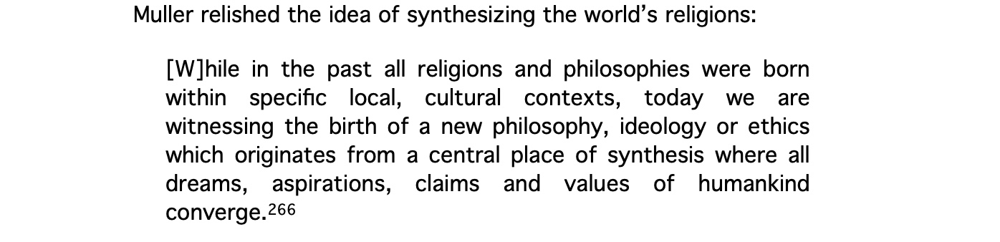 Muller relished the idea of synthesizing the world’s religions:
[W]hile in the past all religions and philosophies were born
within specific local, cultural contexts, today we are
witnessing the birth of a new philosophy, ideology or ethics
which originates from a central place of synthesis where all
dreams, aspirations, claims and values of humankind
converge.266